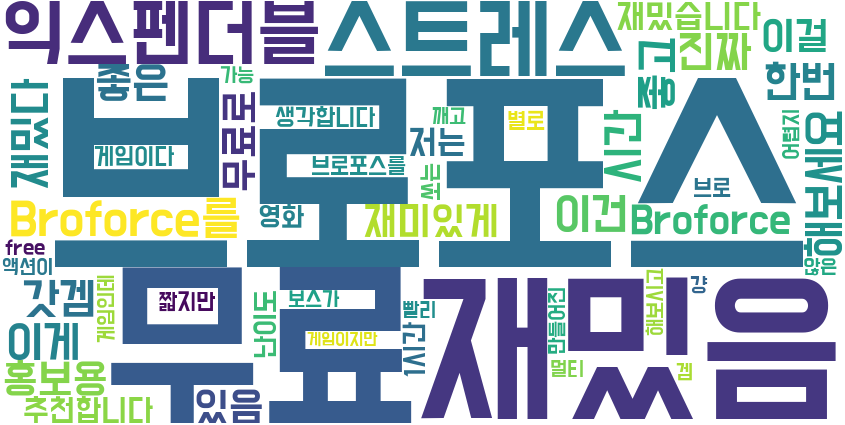 익스펜더블
스트레스
재밌습니다
이걸
진짜
좋고
한번
좋은
가능
재밌다
무료로
생각합니다
깨고
별로
저는
시간
어렵지
해보셈
게임이다
브로포스를
브로포스
브로
Broforce를
영화
재미있게
이건
Broforce
free
액션이
않은
갓겜
게임인데
짧지만
난이도
보스가
빨리
만들어진
해보시고
걍
무료
재밌음
이게
게임이지만
1시간
홍보용
멀티
겜
추천합니다
있음